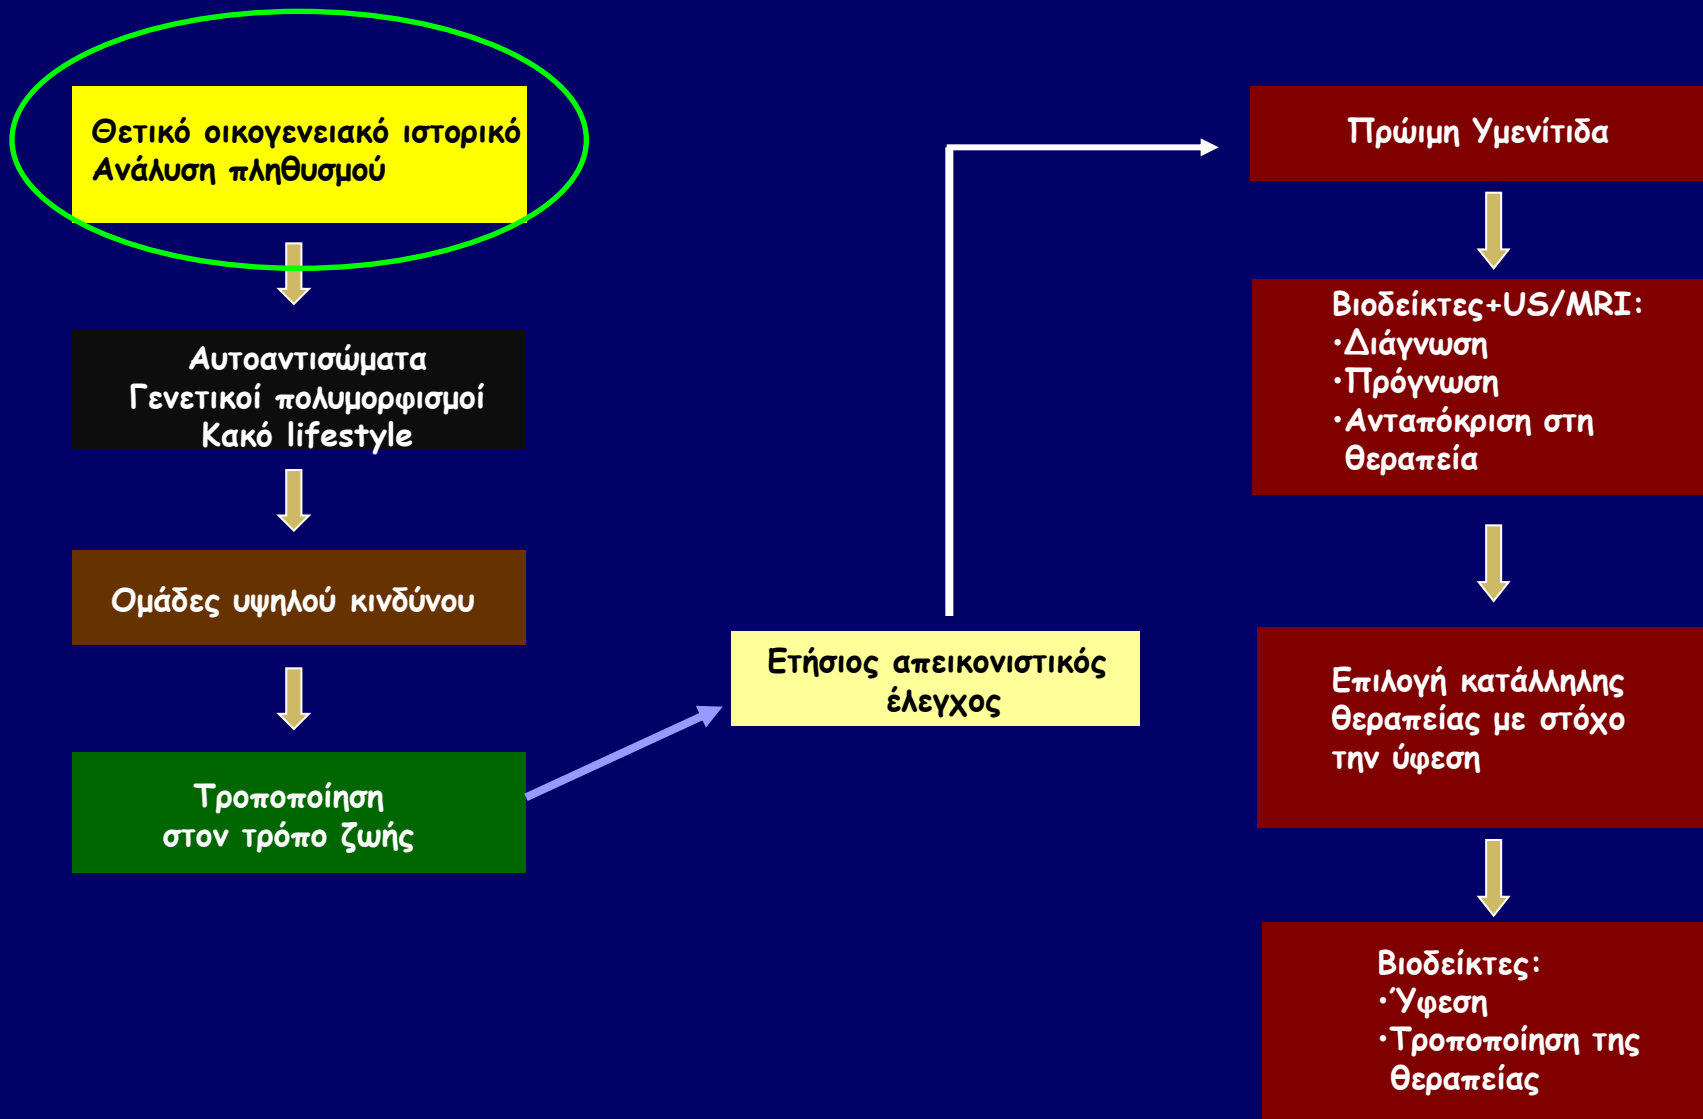 Θετικό οικογενειακό ιστορικό
Ανάλυση πληθυσμού
Αυτοαντισώματα
Γενετικοί πολυμορφισμοί
Κακό lifestyle
Ομάδες υψηλού κινδύνου
Τροποποίηση
στον τρόπο ζωής
Ετήσιος απεικονιστικός
έλεγχος
Πρώιμη Υμενίτιδα
Βιοδείκτες+US/MRI:
•Διάγνωση
•Πρόγνωση
•Ανταπόκριση στη
θεραπεία
Επιλογή κατάλληλης
θεραπείας με στόχο
την ύφεση
Βιοδείκτες:
•Ύφεση
•Τροποποίηση της
θεραπείας